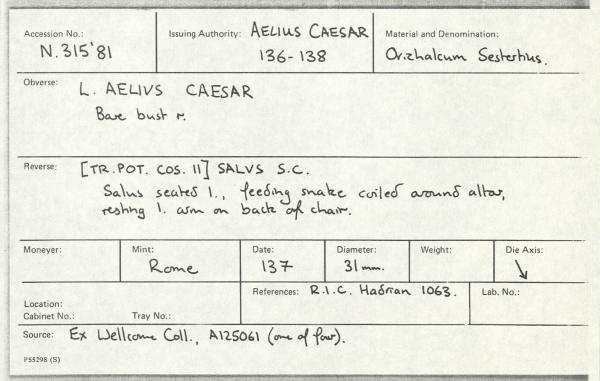 Accession No.: N.315'81 Issuing Authority: AELIUS CAESAR 136-138 Material and Denomination: Orichalcum Sestertius.
Obverse: L. AELIVS CAESAR
Bare bust r.
Reverse: [TR.POT. COS. II] SALVS S.C.
Salus seated l., feeding snake coiled around altar,
resting l. arm on back of chair.
Moneyer: Mint: Rome Date: 137 Diameter: 31mm. Weight: Die Axis: ↘
Location:
Cabinet No.: Tray No.: References: R.I.C. Hadrian 1063. Lab. No.:
Source: Ex Wellcome Coll., A125061 (one of four).
P55298 (S)